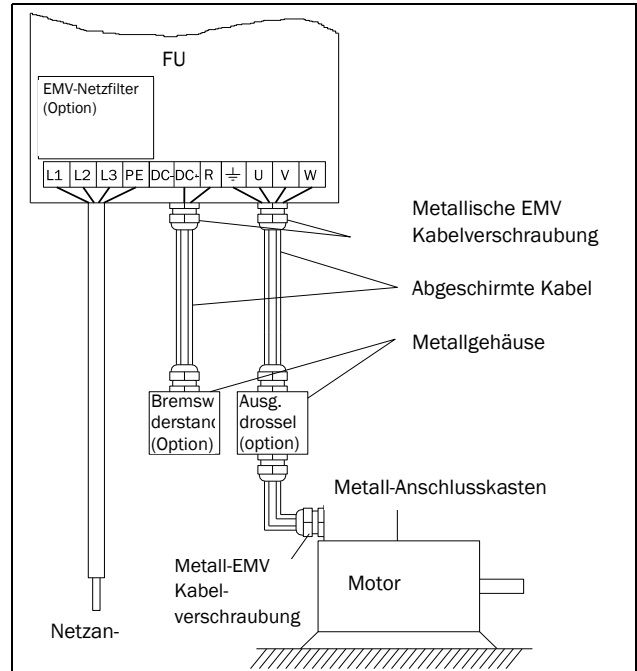 FU
EMV-Netzfilter
(Option)
L1 L2 L3 PE DC- DC+ R ⏚ U V W
Metallische EMV
Kabelverschraubung
Abgeschirmte Kabel
Metallgehäuse
Bremsw
derstand
(Option)
Ausg.
drossel
(option)
Metall-Anschlusskasten
Metall-EMV
Kabel-
verschraubung
Motor
Netzan-